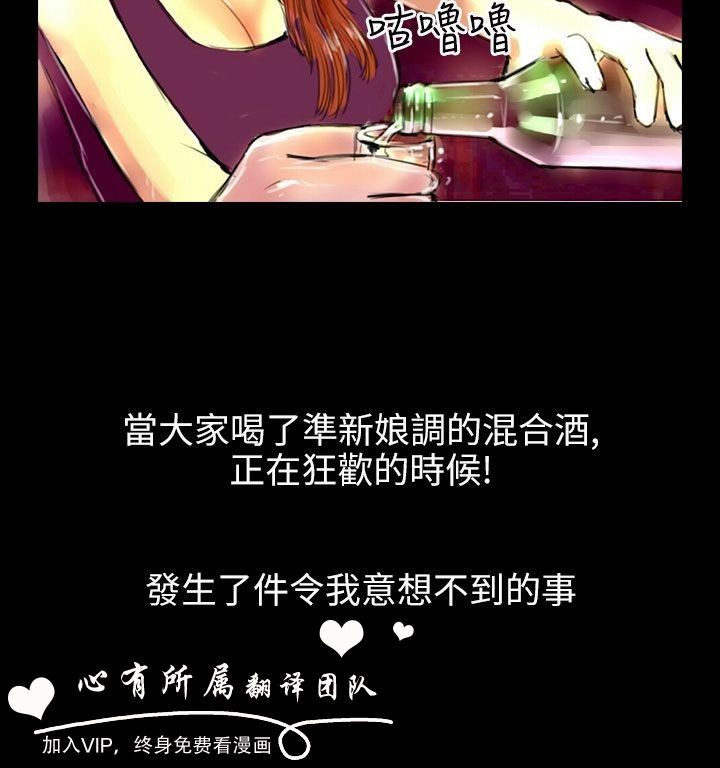 咕嚕嚕
當大家喝了準新娘調的混合酒,
正在狂歡的時候!
發生了件令我意想不到的事
心有所属翻译团队
加入VIP，终身免费看漫画